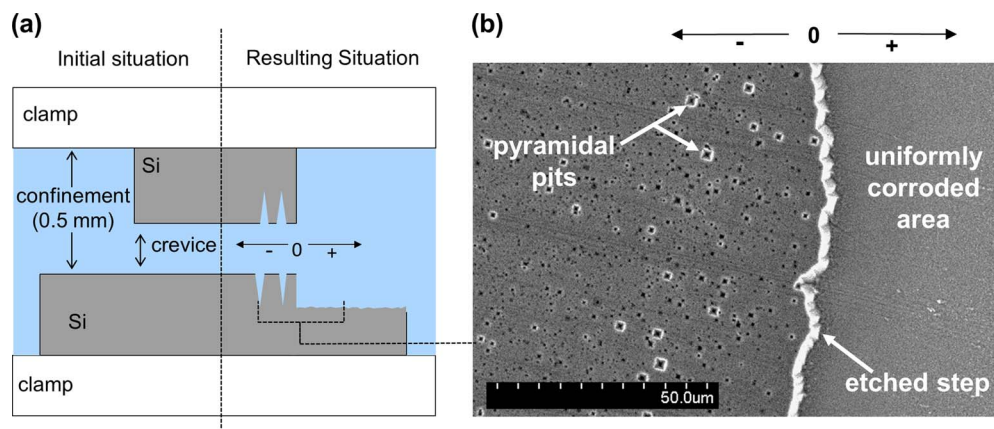 (a)
Initial situation
Resulting Situation
clamp
Si
confinement
(0.5 mm)
crevice
- 0 +
Si
clamp
(b)
- 0 +
pyramidal
pits
uniformly
corroded
area
etched step
50.0um